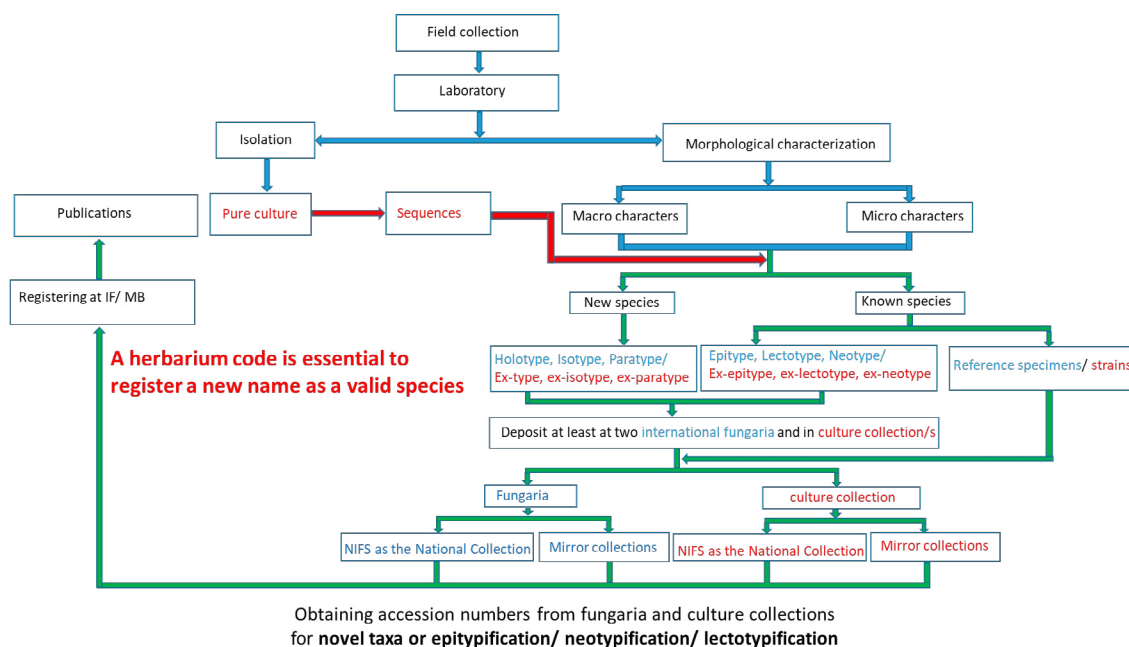 Field collection
Laboratory
Isolation
Morphological characterization
Publications
Pure culture
Sequences
Macro characters
Micro characters
Registering at IF/ MB
New species
Known species
A herbarium code is essential to
register a new name as a valid species
Holotype, Isotype, Paratype/
Ex-type, ex-isotype, ex-paratype
Epitype, Lectotype, Neotype/
Ex-epitype, ex-lectotype, ex-neotype
Reference specimens/ strains
Deposit at least at two international fungaria and in culture collection/s
Fungaria
culture collection
NIFS as the National Collection
Mirror collections
NIFS as the National Collection
Mirror collections
Obtaining accession numbers from fungaria and culture collections
for novel taxa or epitypification/ neotypification/ lectotypification